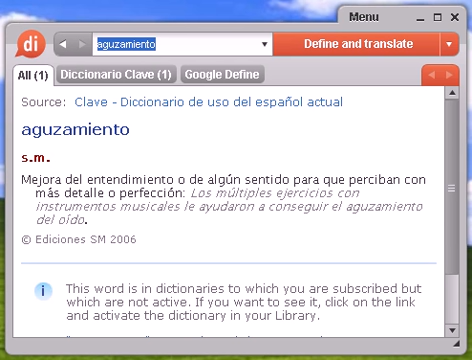 Menu
di
aguzamiento
Define and translate
All (1)
Diccionario Clave (1)
Google Define
Source: Clave - Diccionario de uso del español actual
aguzamiento
s.m.
Mejora del entendimiento o de algún sentido para que perciban con
más detalle o perfección: Los múltiples ejercicios con
instrumentos musicales le ayudaron a conseguir el aguzamiento
del oído.
© Ediciones SM 2006
i
This word is in dictionaries to which you are subscribed but
which are not active. If you want to see it, click on the link
and activate the dictionary in your Library.